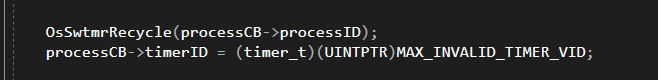 OsSwtmrRecycle(processCB->processID);
processCB->timerID = (timer_t)(UINTPTR)MAX_INVALID_TIMER_VID;